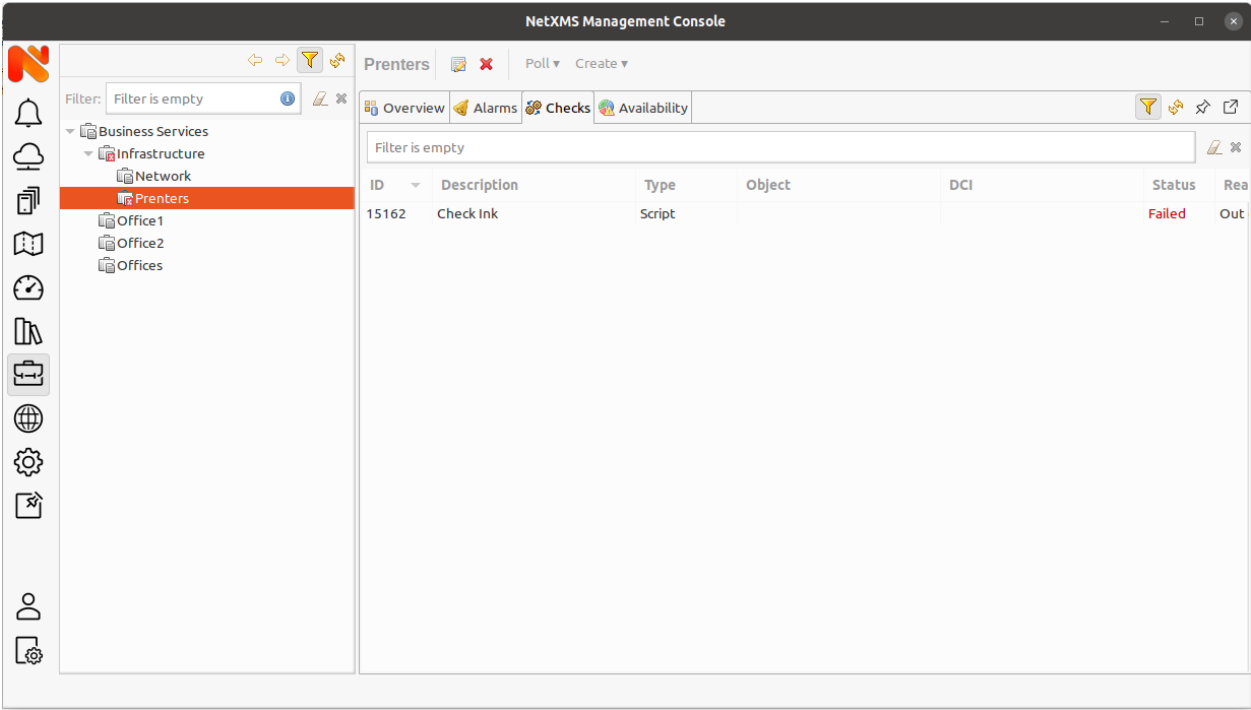 NetXMS Management Console
Filter: Filter is empty
Business Services
Infrastructure
Network
Prenters
Office1
Office2
Offices
Prenters Poll Create
Overview Alarms Checks Availability
Filter is empty
ID Description Type Object DCI Status Rea
15162 Check Ink Script Failed Out